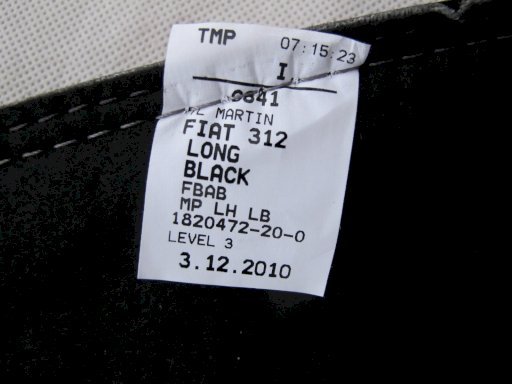 TMP 07:15:23
I
0841
MARTIN
FIAT 312
LONG
BLACK
FBAB
MP LH LB
1820472-20-0
LEVEL 3
3.12.2010